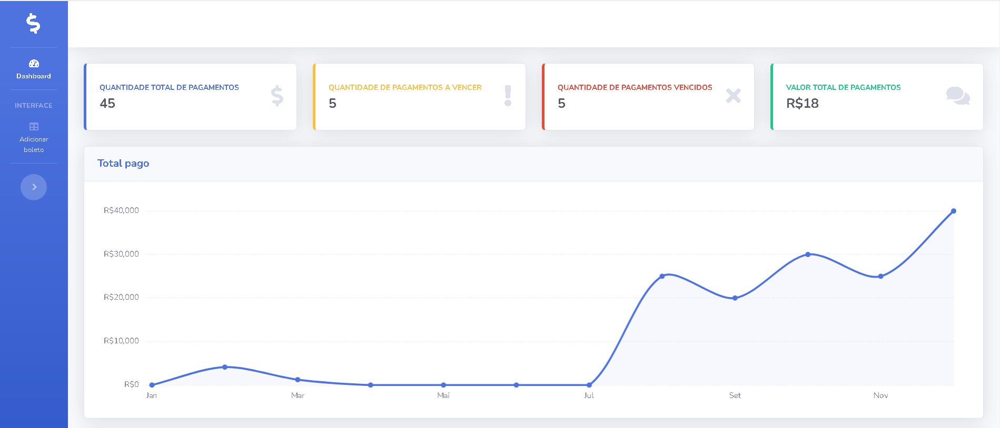 Dashboard
INTERFACE
Adicionar
boleto
QUANTIDADE TOTAL DE PAGAMENTOS
45
QUANTIDADE DE PAGAMENTOS A VENCER
5
QUANTIDADE DE PAGAMENTOS VENCIDOS
5
VALOR TOTAL DE PAGAMENTOS
R$18
Total pago
R$40,000
R$30,000
R$20,000
R$10,000
R$0
Jan Mar Mai Jul Set Nov